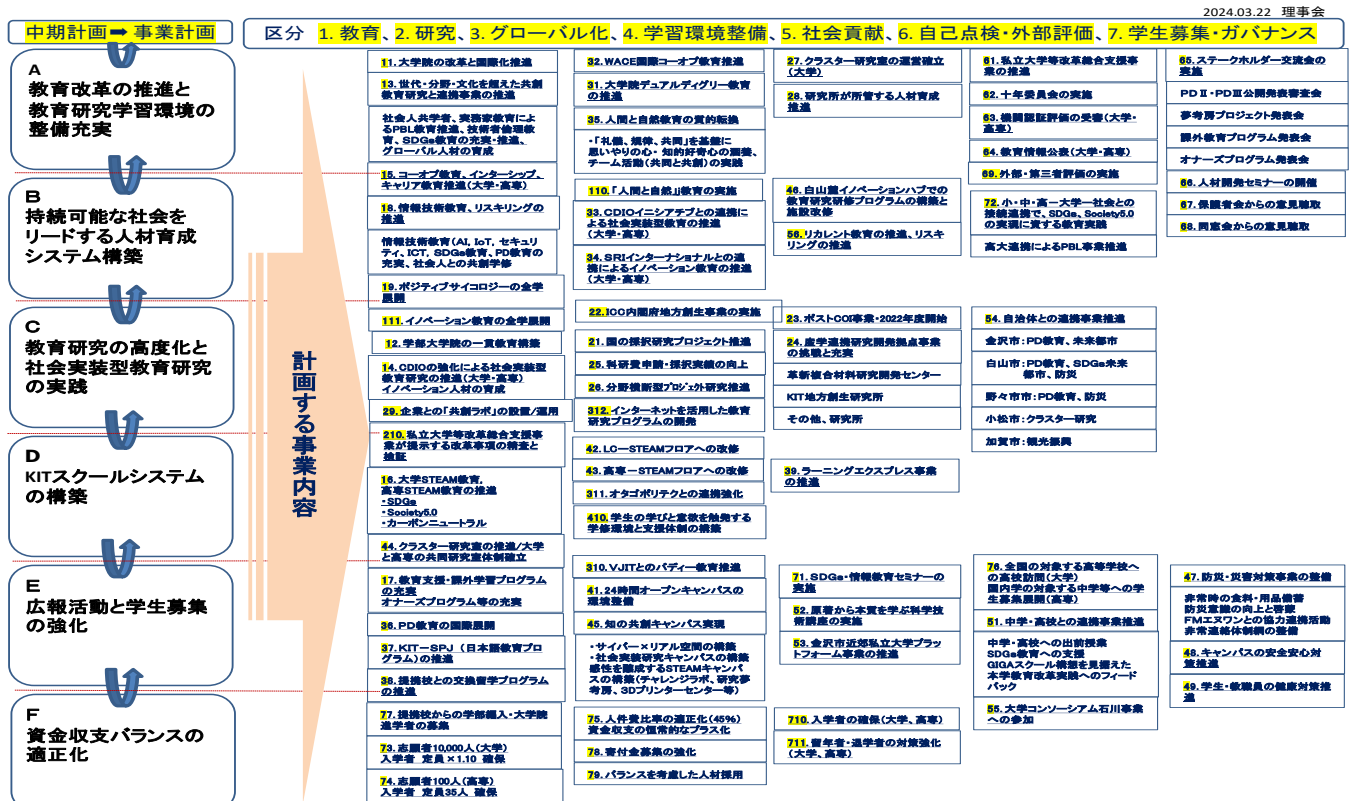 2024.03.22 理事会
中期計画➡事業計画
区分 1. 教育、2. 研究、3. グローバル化、4. 学習環境整備、5. 社会貢献、6. 自己点検・外部評価、7. 学生募集・ガバナンス
A
教育改革の推進と
教育研究学習環境の
整備充実
B
持続可能な社会を
リードする人材育成
システム構築
C
教育研究の高度化と
社会実装型教育研究
の実践
D
KITスクールシステム
の構築
E
広報活動と学生募集
の強化
F
資金収支バランスの
適正化
計画する事業内容
11. 大学院の改革と国際化推進
13. 世代・分野・文化を超えた共創
教育研究と連携事業の推進
社会人共学者、実務家教育によ
るPBL教育推進、技術者倫理教
育、SDGs教育の充実・推進、
グローバル人材の育成
15. コーオプ教育、インターシップ、
キャリア教育推進(大学・高専)
18. 情報技術教育、リスキリングの
推進
情報技術教育(AI, IoT, セキュリ
ティ、ICT, SDGs教育、PD教育の
充実、社会人との共創学修
19. ポジティブサイコロジーの全学
展開
111. イノベーション教育の全学展開
12. 学部大学院の一貫教育構築
14. CDIOの強化による社会実装型
教育研究の推進(大学・高専)
イノベーション人材の育成
29. 企業との「共創ラボ」の設置/運用
210. 私立大学等改革総合支援事
業が提示する改革事項の精査と
検証
16. 大学STEAM教育,
高専STEAM教育の推進
・SDGs
・Society5.0
・カーボンニュートラル
44. クラスター研究室の推進/大学
と高専の共同研究室体制確立
17. 教育支援・課外学習プログラム
の充実
オナーズプログラム等の充実
36. PD教育の国際展開
37. KIT－SPJ (日本語教育プロ
グラム)の推進
38. 提携校との交換留学プログラム
の推進
77. 提携校からの学部編入・大学院
進学者の募集
73. 志願者10,000人(大学)
入学者 定員×1.10 確保
74. 志願者100人(高専)
入学者 定員35人 確保
32. WACE国際コーオプ教育推進
31. 大学院デュアルディグリー教育
の推進
35. 人間と自然教育の質的転換
・「礼儀、規律、共同」を基盤に
思いやりの心・知的好奇心の涵養、
チーム活動(共同と共創)の実践
110. 「人間と自然」教育の実施
33. CDIOイニシアチブとの連携に
よる社会実装型教育の推進
(大学・高専)
34. SRIインターナショナルとの連
携によるイノベーション教育の推進
(大学・高専)
22. ICC内閣府地方創生事業の実施
21. 国の採択研究プロジェクト推進
25. 科研費申請・採択実績の向上
26. 分野横断型プロジェクト研究推進
312. インターネットを活用した教育
研究プログラムの開発
42. LC－STEAMフロアへの改修
43. 高専－STEAMフロアへの改修
311. オタゴポリテクとの連携強化
410. 学生の学びと意欲を触発する
学修環境と支援体制の構築
310. VJITとのバディー教育推進
41. 24時間オープンキャンパスの
環境整備
45. 知の共創キャンパス実現
・サイバー×リアル空間の構築
・社会実装研究キャンパスの構築
感性を醸成するSTEAMキャンパ
スの構築(チャレンジラボ、研究夢
考房、3Dプリンターセンター等)
75. 人件費比率の適正化(45%)
資金収支の恒常的なプラス化
78. 寄付金募集の強化
79. バランスを考慮した人材採用
27. クラスター研究室の運営確立
(大学)
28. 研究所が所管する人材育成
推進
46. 白山麓イノベーションハブでの
教育研究研修プログラムの構築と
施設改修
56. リカレント教育の推進、リスキ
リングの推進
23. ポストCOI事業・2022年度開始
24. 産学連携研究開発拠点事業
の挑戦と充実
革新複合材料研究開発センター
KIT地方創生研究所
その他、研究所
39. ラーニングエクスプレス事業
の推進
71. SDGs・情報教育セミナーの
実施
52. 原著から本質を学ぶ科学技
術講座の実施
53. 金沢市近郊私立大学プラッ
トフォーム事業の推進
710. 入学者の確保(大学、高専)
711. 留年者・退学者の対策強化
(大学、高専)
61. 私立大学等改革総合支援事
業の推進
62. 十年委員会の実施
63. 機関認証評価の受審(大学・
高専)
64. 教育情報公表(大学・高専)
69. 外部・第三者評価の実施
72. 小・中・高－大学－社会との
接続連携で、SDGs、Society5.0
の実現に資する教育実践
高大連携によるPBL事業推進
54. 自治体との連携事業推進
金沢市：PD教育、未来都市
白山市：PD教育、SDGs未来
都市、防災
野々市市：PD教育、防災
小松市：クラスター研究
加賀市：観光振興
76. 全国の対象する高等学校へ
の高校訪問(大学)
国内学の対象する中学等への学
生募集展開(高専)
51. 中学・高校との連携事業推進
中学・高校への出前授業
SDGs教育への支援
GIGAスクール構想を見据えた
本学教育改革実践へのフィード
バック
55. 大学コンソーシアム石川事業
への参加
65. ステークホルダー交流会の
実施
PDⅡ・PDⅢ公開発表審査会
夢考房プロジェクト発表会
課外教育プログラム発表会
オナーズプログラム発表会
66. 人材開発セミナーの開催
67. 保護者会からの意見聴取
68. 同窓会からの意見聴取
47. 防災・災害対策事業の整備
非常時の食料・用品備蓄
防災意識の向上と啓蒙
FMエヌワンとの協力連携活動
非常連絡体制網の整備
48. キャンパスの安全安心対
策推進
49. 学生・教職員の健康対策推
進